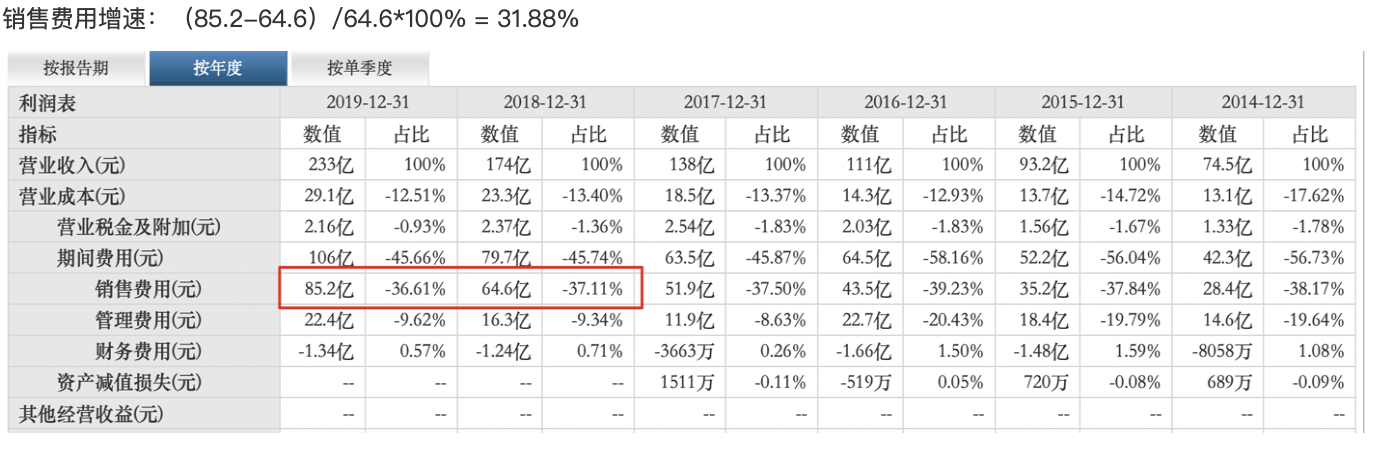 销售费用增速：（85.2-64.6）/64.6*100% = 31.88%
按报告期 按年度 按单季度
利润表 2019-12-31 2018-12-31 2017-12-31 2016-12-31 2015-12-31 2014-12-31
指标 数值 占比 数值 占比 数值 占比 数值 占比 数值 占比 数值 占比
营业收入(元) 233亿 100% 174亿 100% 138亿 100% 111亿 100% 93.2亿 100% 74.5亿 100%
营业成本(元) 29.1亿 -12.51% 23.3亿 -13.40% 18.5亿 -13.37% 14.3亿 -12.93% 13.7亿 -14.72% 13.1亿 -17.62%
营业税金及附加(元) 2.16亿 -0.93% 2.37亿 -1.36% 2.54亿 -1.83% 2.03亿 -1.83% 1.56亿 -1.67% 1.33亿 -1.78%
期间费用(元) 106亿 -45.66% 79.7亿 -45.74% 63.5亿 -45.87% 64.5亿 -58.16% 52.2亿 -56.04% 42.3亿 -56.73%
销售费用(元) 85.2亿 -36.61% 64.6亿 -37.11% 51.9亿 -37.50% 43.5亿 -39.23% 35.2亿 -37.84% 28.4亿 -38.17%
管理费用(元) 22.4亿 -9.62% 16.3亿 -9.34% 11.9亿 -8.63% 22.7亿 -20.43% 18.4亿 -19.79% 14.6亿 -19.64%
财务费用(元) -1.34亿 0.57% -1.24亿 0.71% -3663万 0.26% -1.66亿 1.50% -1.48亿 1.59% -8058万 1.08%
资产减值损失(元) -- -- -- -- 1511万 -0.11% -519万 0.05% 720万 -0.08% 689万 -0.09%
其他经营收益(元) -- -- -- -- -- -- -- -- -- -- -- --